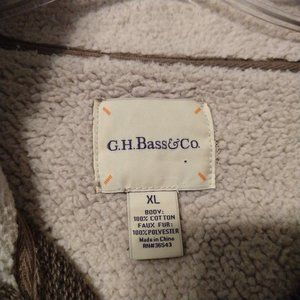 G.H.Bass&Co.
XL
BODY:
100% COTTON
FAUX FUR:
100%POLYESTER
Made in China
RN#36543